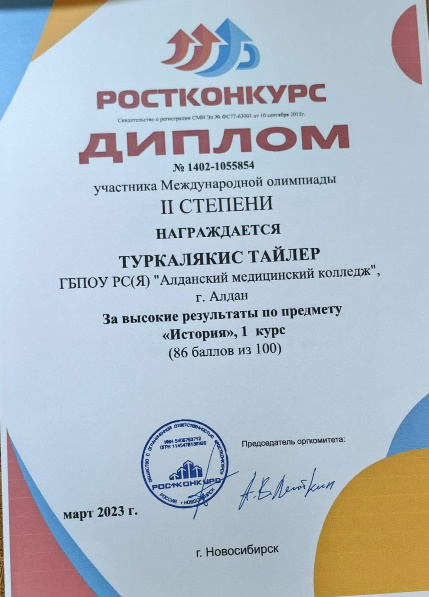 РОСТКОНКУРС
Свидетельство о регистрации СМИ Эл № ФС77-63001 от 10 сентября 2015г.
ДИПЛОМ
№ 1402-1055854
участника Международной олимпиады
II СТЕПЕНИ
НАГРАЖДАЕТСЯ
ТУРКАЛЯКИС ТАЙЛЕР
ГБПОУ РС(Я) "Алданский медицинский колледж",
г. Алдан
За высокие результаты по предмету
«История», 1 курс
(86 баллов из 100)
Председатель оргкомитета:
РОСТКОНКУРС
РОССИЯ г.НОВОСИБИРСК
март 2023 г.
г. Новосибирск